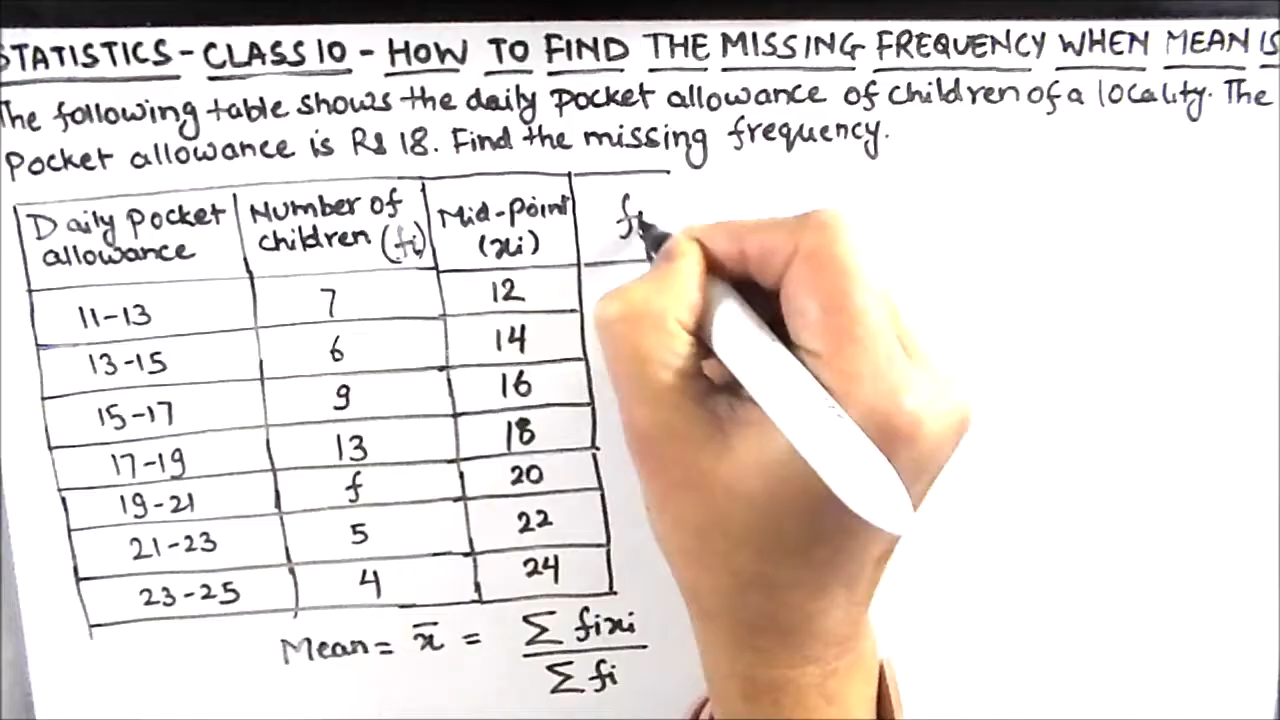 STATISTICS - CLASS 10 - HOW TO FIND THE MISSING FREQUENCY WHEN MEAN IS
The following table shows the daily pocket allowance of children of a locality. The
Pocket allowance is Rs 18. Find the missing frequency.
Daily Pocket allowance | Number of children (fi) | Mid-Point (xi) | fi
11-13 7 12
13-15 6 14
15-17 9 16
17-19 13 18
19-21 f 20
21-23 5 22
23-25 4 24
Mean = x̄ = Σ fixi / Σ fi